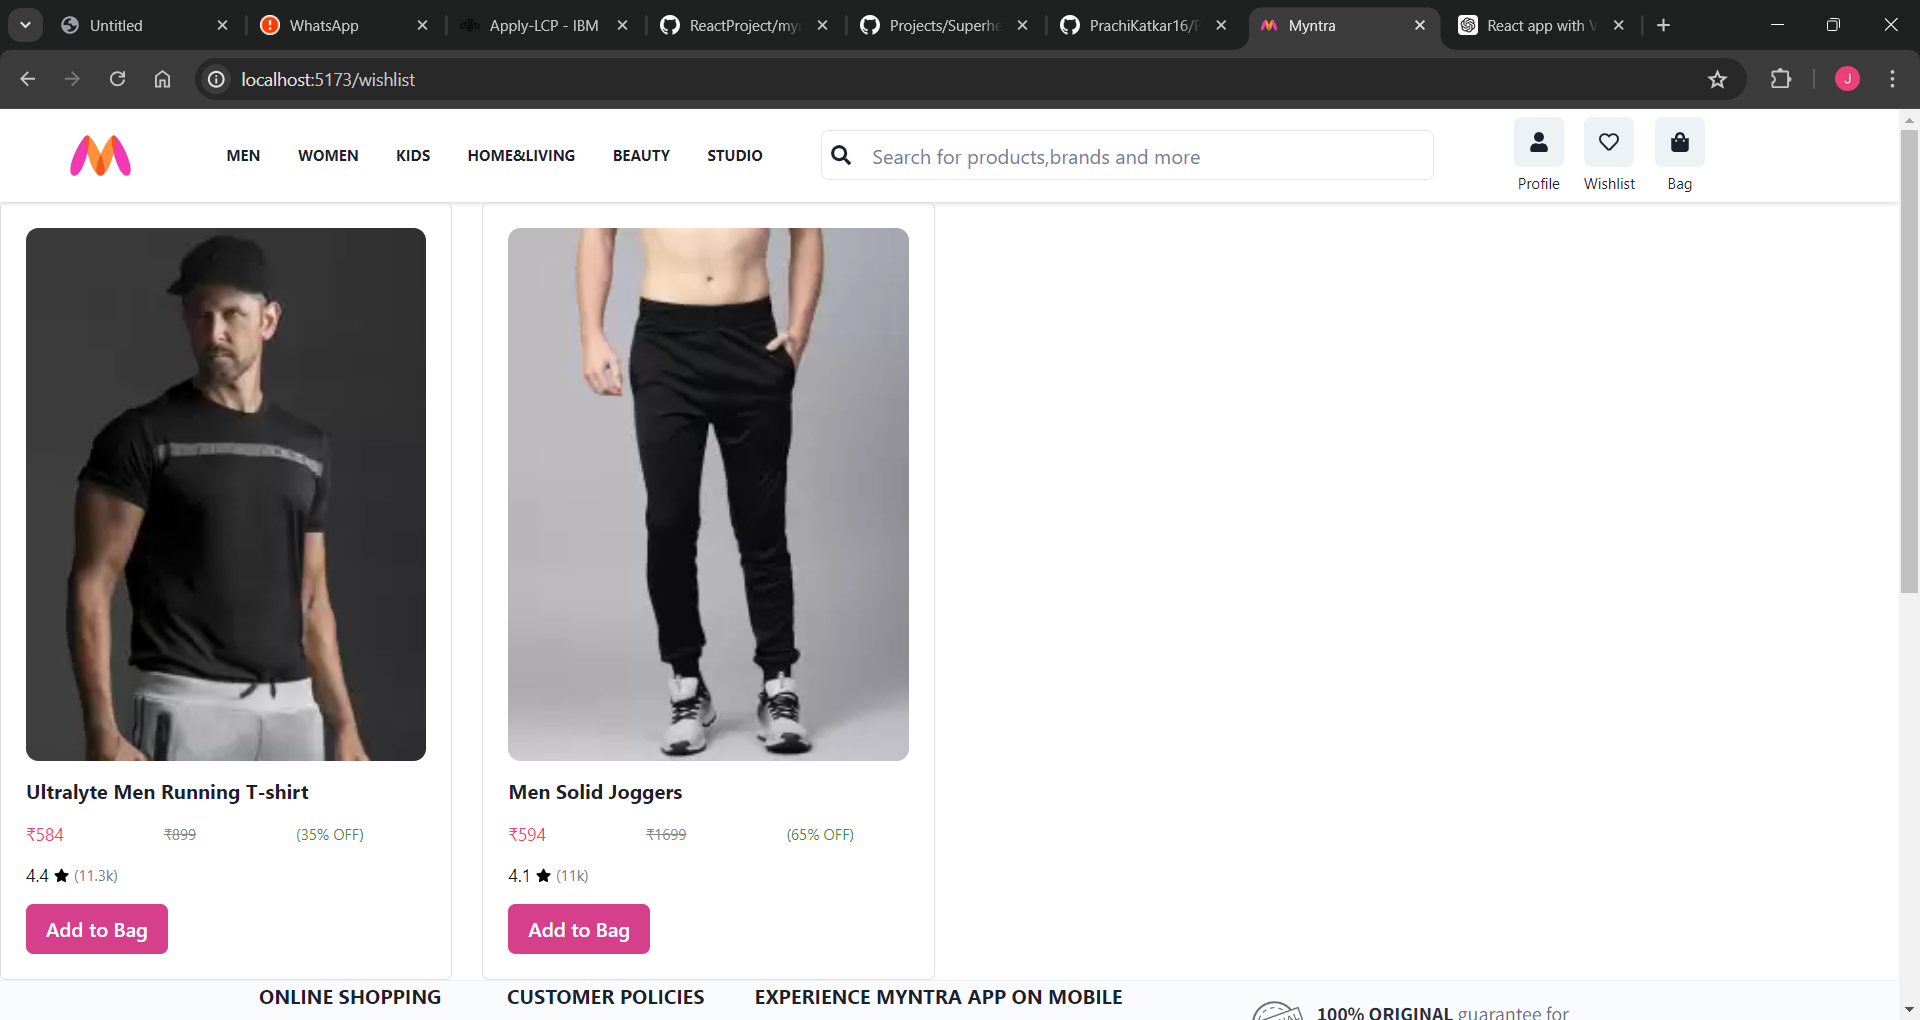 Untitled
WhatsApp
Apply-LCP - IBM
ReactProject/my
Projects/Superhe
PrachiKatkar16/
Myntra
React app with V
localhost:5173/wishlist
J
MEN
WOMEN
KIDS
HOME&LIVING
BEAUTY
STUDIO
Search for products,brands and more
Profile
Wishlist
Bag
Ultralyte Men Running T-shirt
₹584 ₹899 (35% OFF)
4.4 ★ (11.3k)
Add to Bag
Men Solid Joggers
₹594 ₹1699 (65% OFF)
4.1 ★ (11k)
Add to Bag
ONLINE SHOPPING
CUSTOMER POLICIES
EXPERIENCE MYNTRA APP ON MOBILE
100% ORIGINAL guarantee for